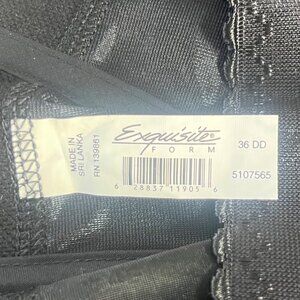 MADE IN
SRI LANKA
RN 139861
Exquisite®
FORM
36 DD
6 28837 11905 6
5107565